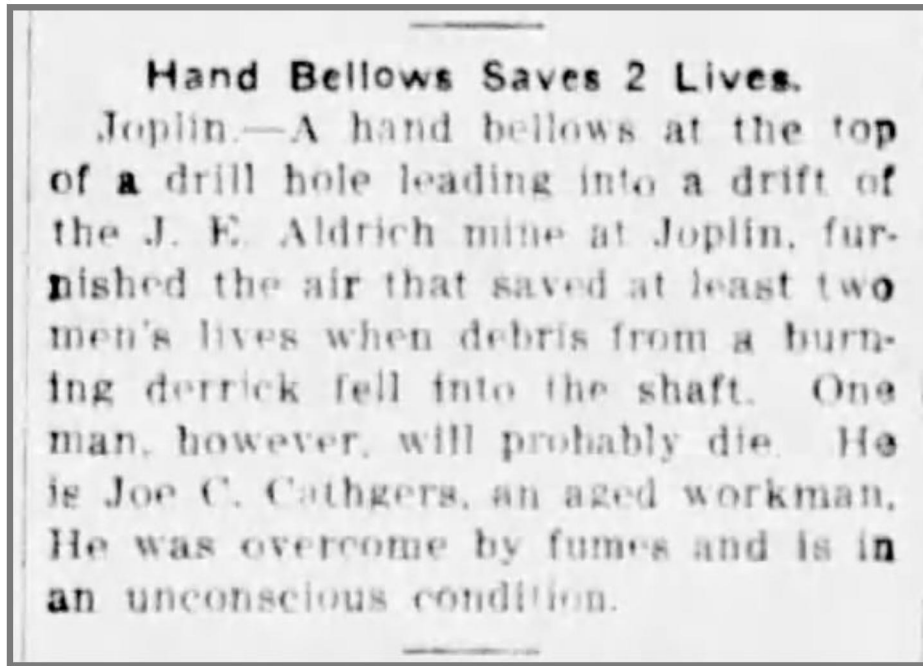 Hand Bellows Saves 2 Lives.
Joplin.—A hand bellows at the top
of a drill hole leading into a drift of
the J. E. Aldrich mine at Joplin, fur-
nished the air that saved at least two
men's lives when debris from a burn-
ing derrick fell into the shaft. One
man, however, will probably die. He
is Joe C. Cathgers, an aged workman.
He was overcome by fumes and is in
an unconscious condition.